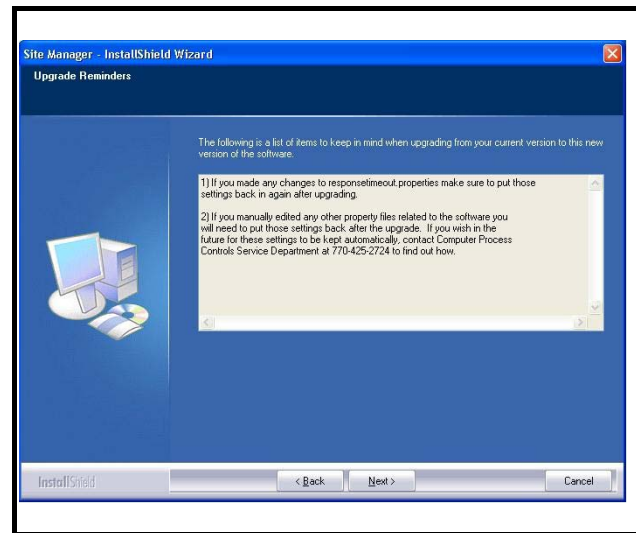 Site Manager - InstallShield Wizard
Upgrade Reminders
The following is a list of items to keep in mind when upgrading from your current version to this new
version of the software.
1) If you made any changes to responsetimeout.properties make sure to put those
settings back in again after upgrading.
2) If you manually edited any other property files related to the software you
will need to put those settings back after the upgrade. If you wish in the
future for these settings to be kept automatically, contact Computer Process
Controls Service Department at 770-425-2724 to find out how.
InstallShield
< Back
Next >
Cancel